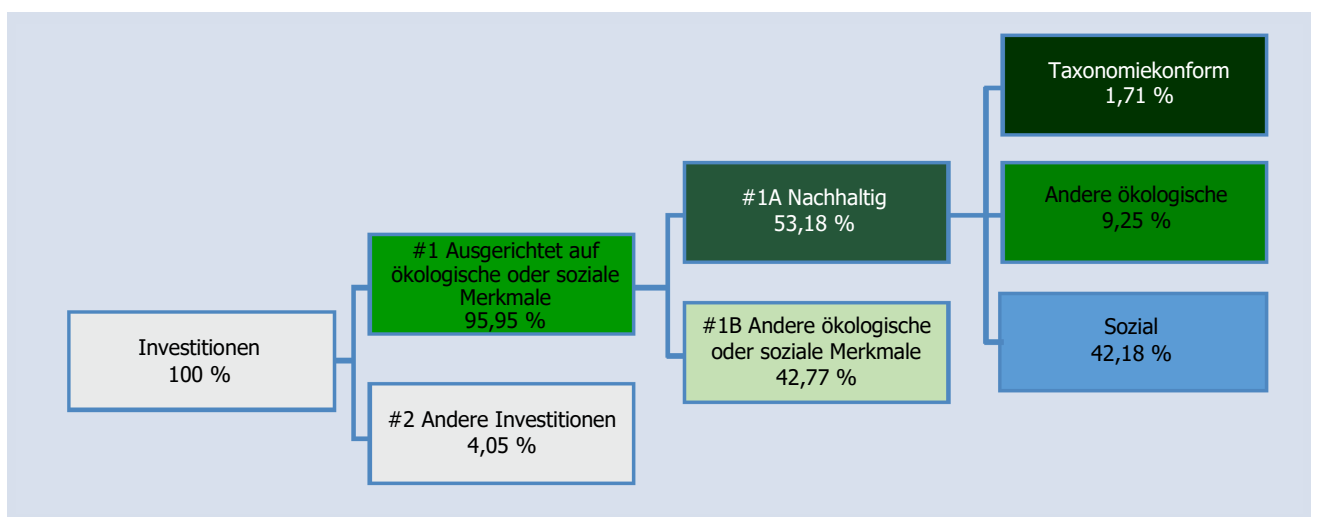 Investitionen
100 %
#1 Ausgerichtet auf
ökologische oder soziale
Merkmale
95,95 %
#2 Andere Investitionen
4,05 %
#1A Nachhaltig
53,18 %
#1B Andere ökologische
oder soziale Merkmale
42,77 %
Taxonomiekonform
1,71 %
Andere ökologische
9,25 %
Sozial
42,18 %